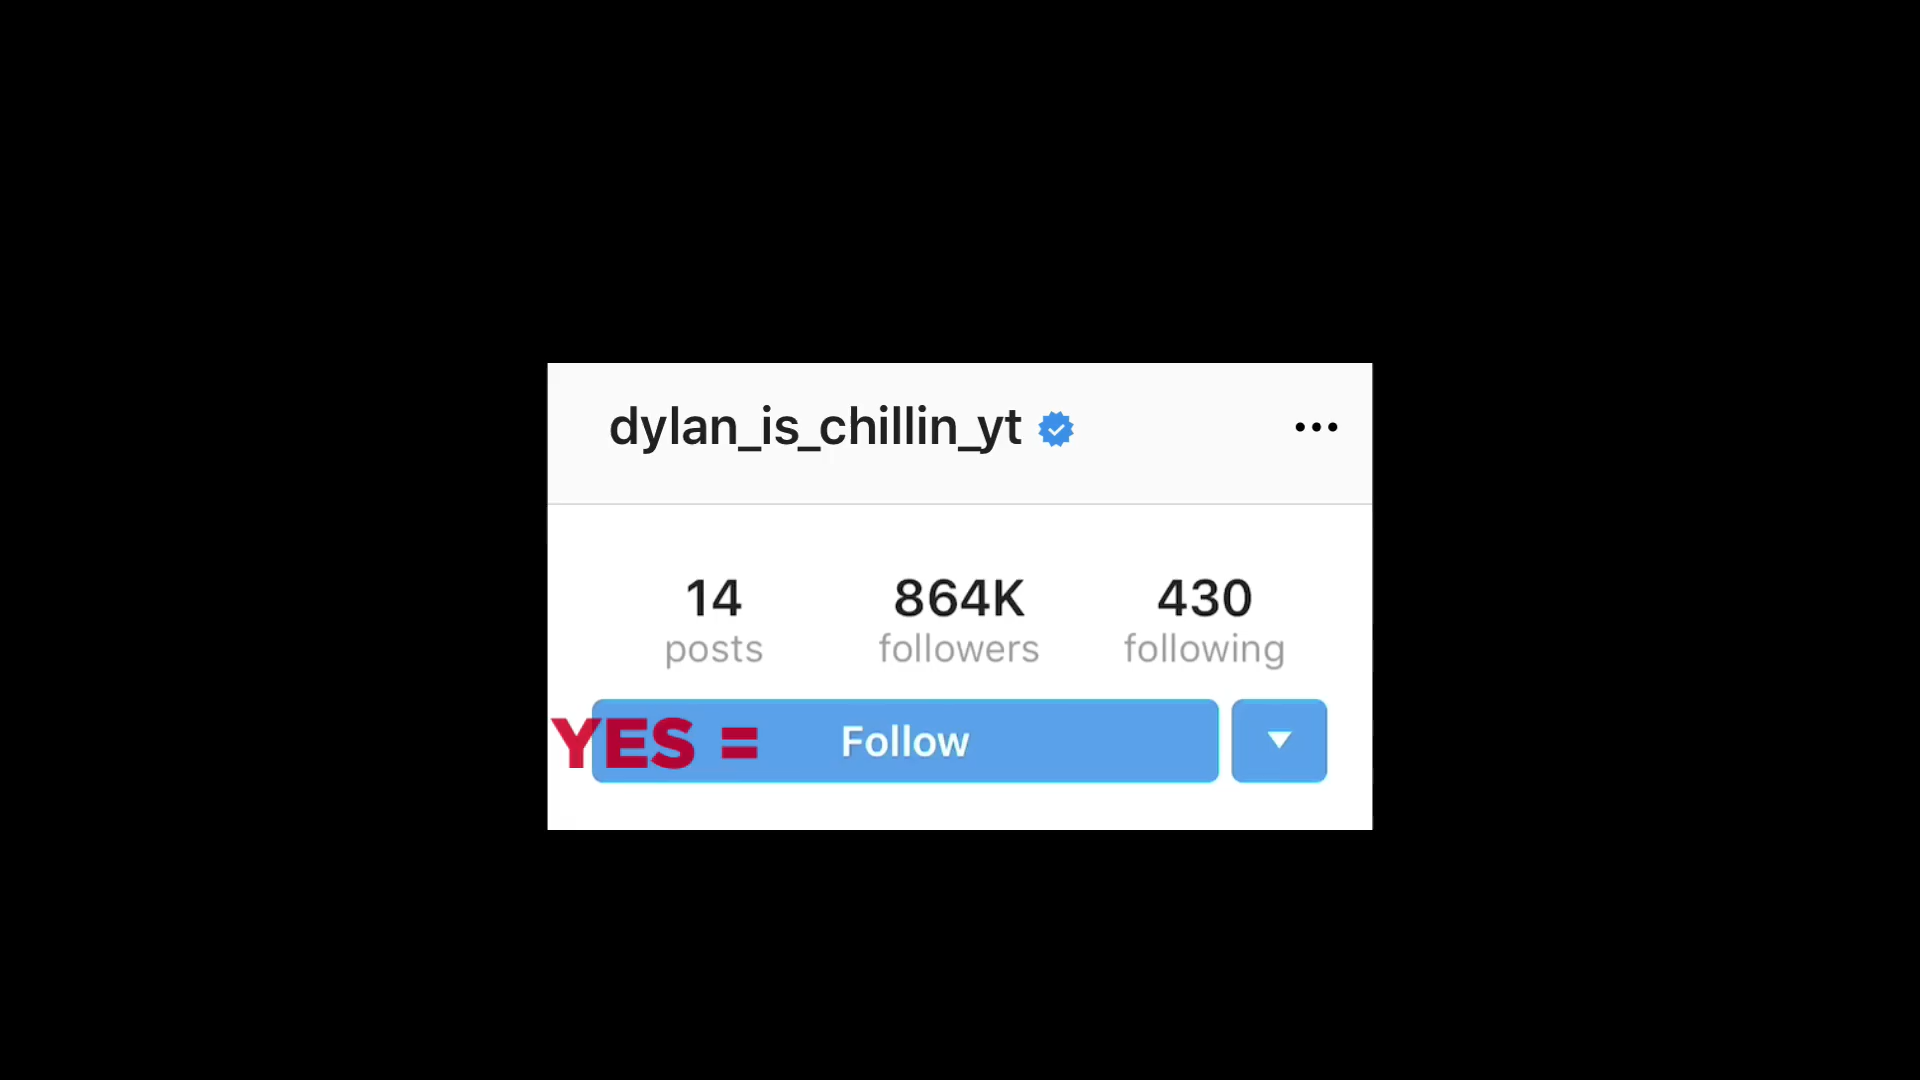 dylan_is_chillin_yt
14 864K 430
posts followers following
YES = Follow